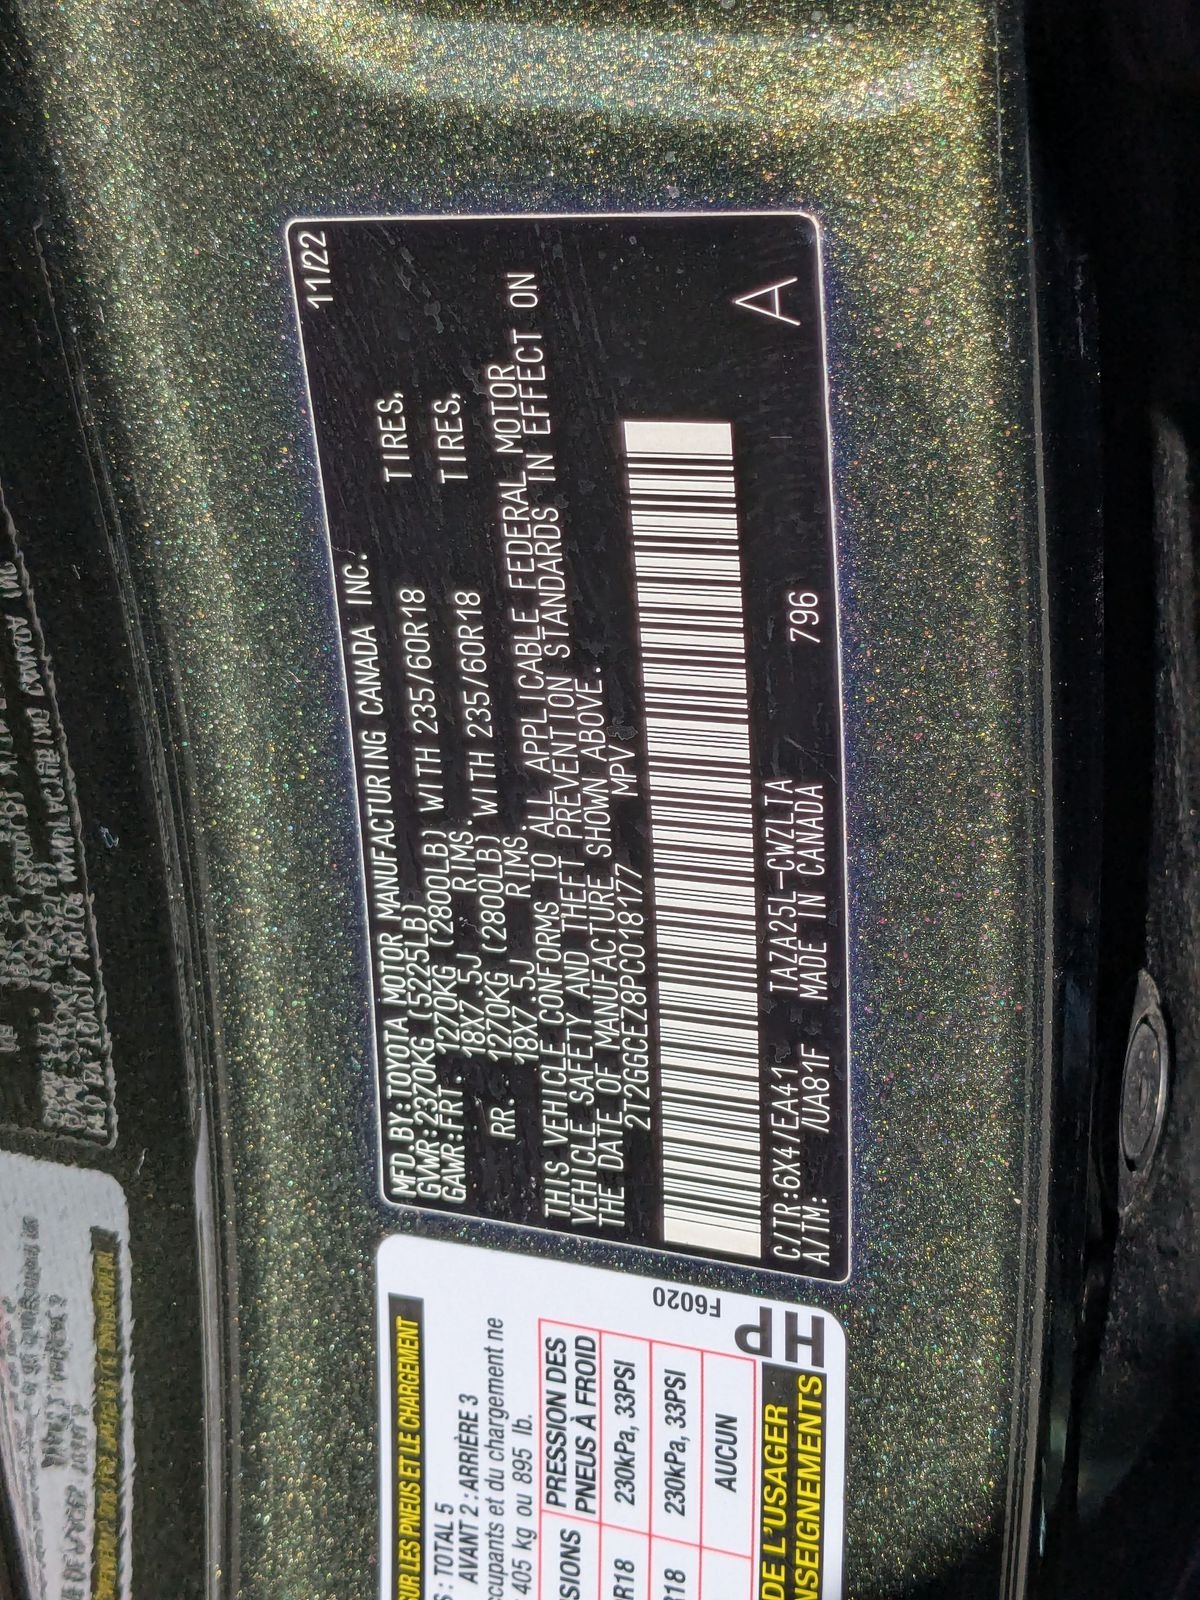 11/22
MFD.BY:TOYOTA MOTOR MANUFACTURING CANADA INC.
GVWR:2370KG (5225LB)
GAWR:FRT. 1270KG (2800LB) WITH 235/60R18 TIRES,
18X7.5J RIMS.
RR. 1270KG (2800LB) WITH 235/60R18 TIRES,
18X7.5J RIMS.
THIS VEHICLE CONFORMS TO ALL APPLICABLE FEDERAL MOTOR
VEHICLE SAFETY AND THEFT PREVENTION STANDARDS IN EFFECT ON
THE DATE OF MANUFACTURE SHOWN ABOVE.
2T2GGCEZ8PC018177 MPV
C/TR:6X4/EA41 TAZA25L-CWZLTA
A/TM: /UA81F MADE IN CANADA 796
A
SUR LES PNEUS ET LE CHARGEMENT
: TOTAL 5
AVANT 2 : ARRIÈRE 3
et du chargement ne
405 kg ou 895 lb.
PRESSION DES
PNEUS À FROID
R18 230kPa, 33PSI
R18 230kPa, 33PSI
AUCUN
DE L'USAGER
F6020
HP